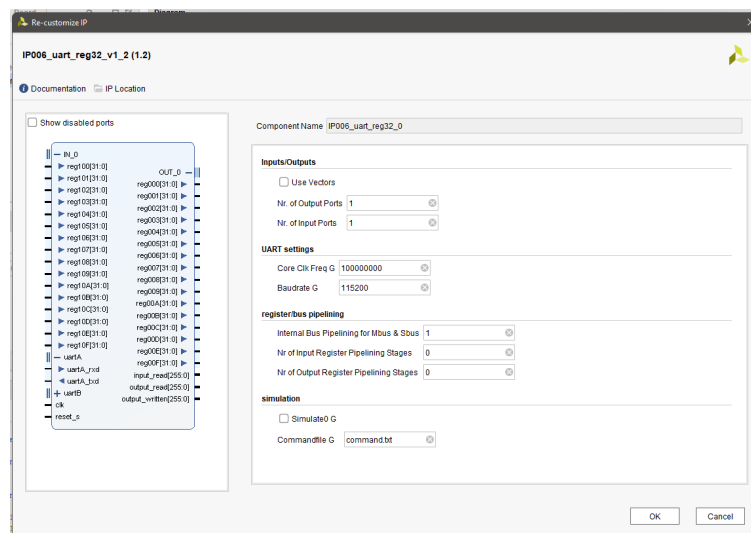 Diagram
Re-customize IP
IP006_uart_reg32_v1_2 (1.2)
Documentation IP Location
Show disabled ports
IN_0
reg100[31:0]
reg101[31:0]
reg102[31:0]
reg103[31:0]
reg104[31:0]
reg105[31:0]
reg106[31:0]
reg107[31:0]
reg108[31:0]
reg109[31:0]
reg10A[31:0]
reg10B[31:0]
reg10C[31:0]
reg10D[31:0]
reg10E[31:0]
reg10F[31:0]
uartA
uartA_rxd
uartA_txd
uartB
clk
reset_s
OUT_0
reg000[31:0]
reg001[31:0]
reg002[31:0]
reg003[31:0]
reg004[31:0]
reg005[31:0]
reg006[31:0]
reg007[31:0]
reg008[31:0]
reg009[31:0]
reg00A[31:0]
reg00B[31:0]
reg00C[31:0]
reg00D[31:0]
reg00E[31:0]
reg00F[31:0]
input_read[255:0]
output_read[255:0]
output_written[255:0]
Component Name IP006_uart_reg32_0
Inputs/Outputs
Use Vectors
Nr. of Output Ports 1
Nr. of Input Ports 1
UART settings
Core Clk Freq G 100000000
Baudrate G 115200
register/bus pipelining
Internal Bus Pipelining for Mbus & Sbus 1
Nr of Input Register Pipelining Stages 0
Nr of Output Register Pipelining Stages 0
simulation
Simulate0 G
Commandfile G command.txt
OK Cancel